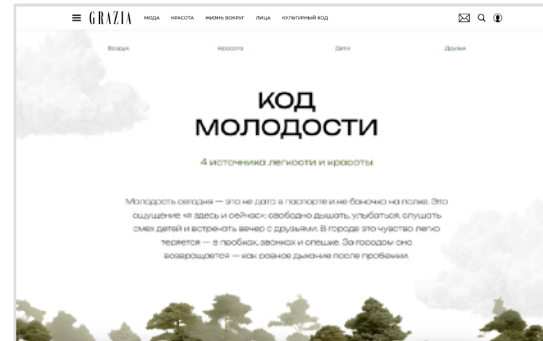 GRAZIA МОДА КРАСОТА ЖИЗНЬ ВОКРУГ ЛИЦА КУЛЬТУРНЫЙ КОД
Воздух Красота Дети Друзья
КОД
МОЛОДОСТИ
4 источника легкости и красоты
Молодость сегодня — это не дата в паспорте и не баночка на полке. Это
ощущение «я здесь и сейчас»: свободно дышать, улыбаться, слушать
смех детей и встречать вечер с друзьями. В городе это чувство легко
теряется — в пробках, звонках и спешке. За городом оно
возвращается — как ровное дыхание после пробежки.